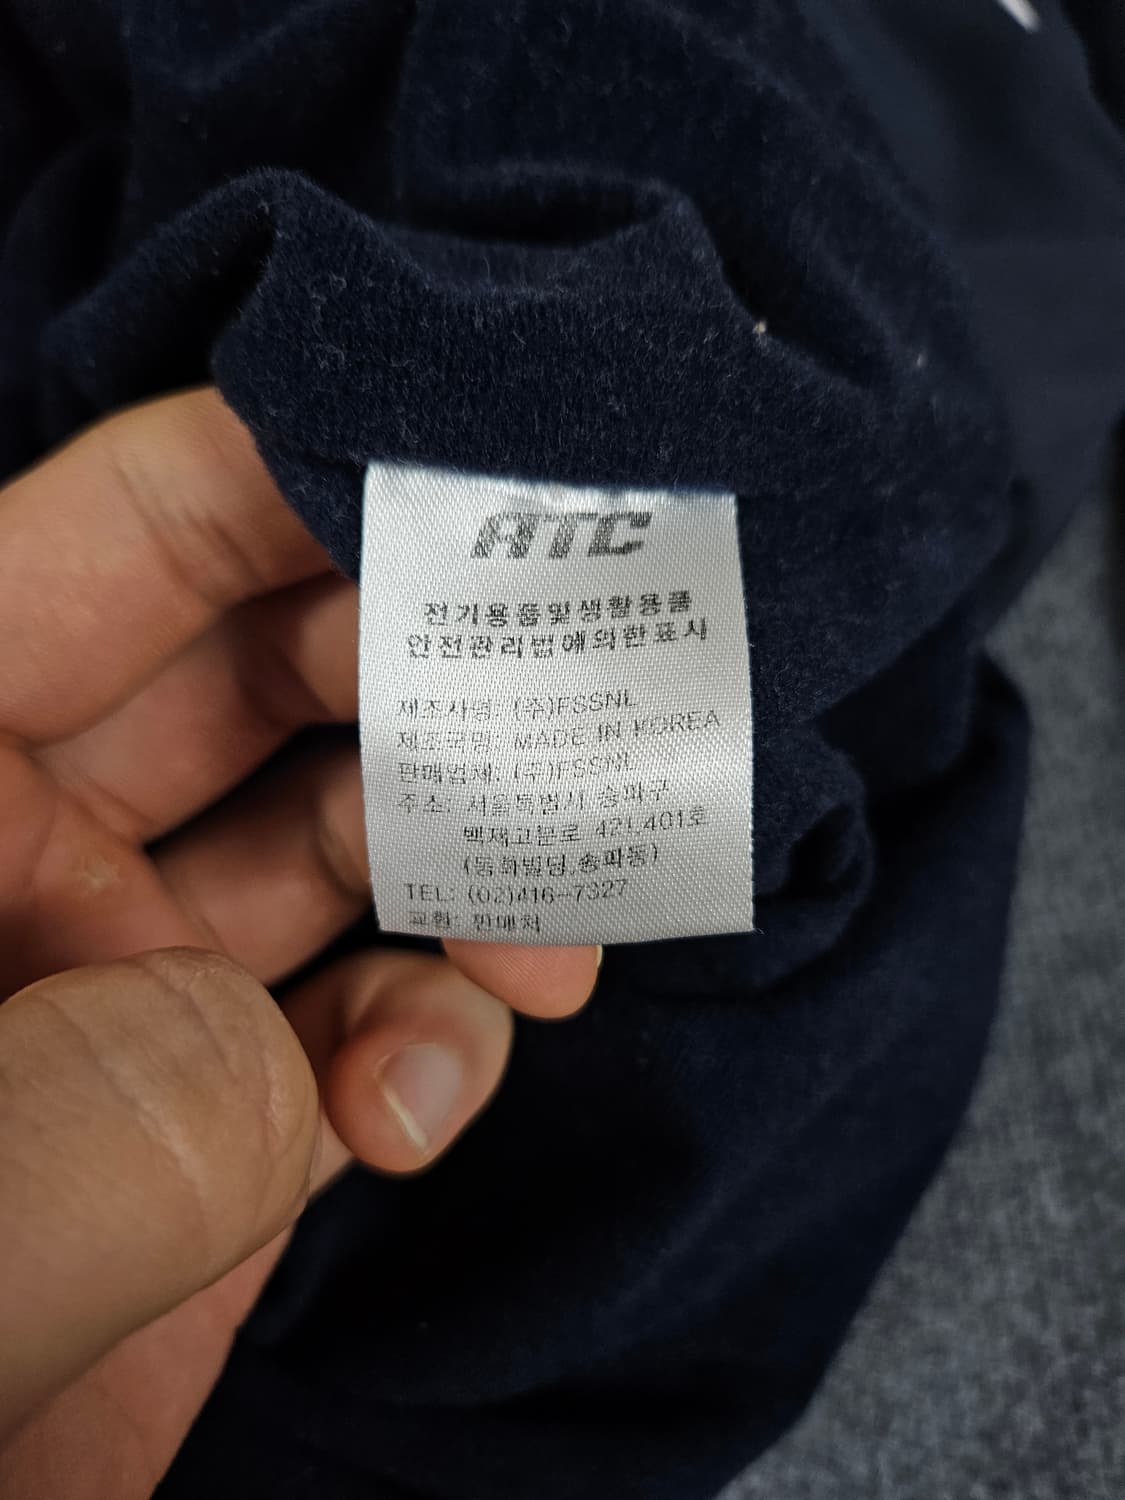 ATC
전기용품및생활용품
안전관리법에의한표시
제조사명: (주)FSSNL
제조국명: MADE IN KOREA
판매업체: (주)FSSNL
주소: 서울특별시 송파구
백제고분로 421,401호
(동화빌딩,송파동)
TEL: (02)416-7327
교환: 판매처